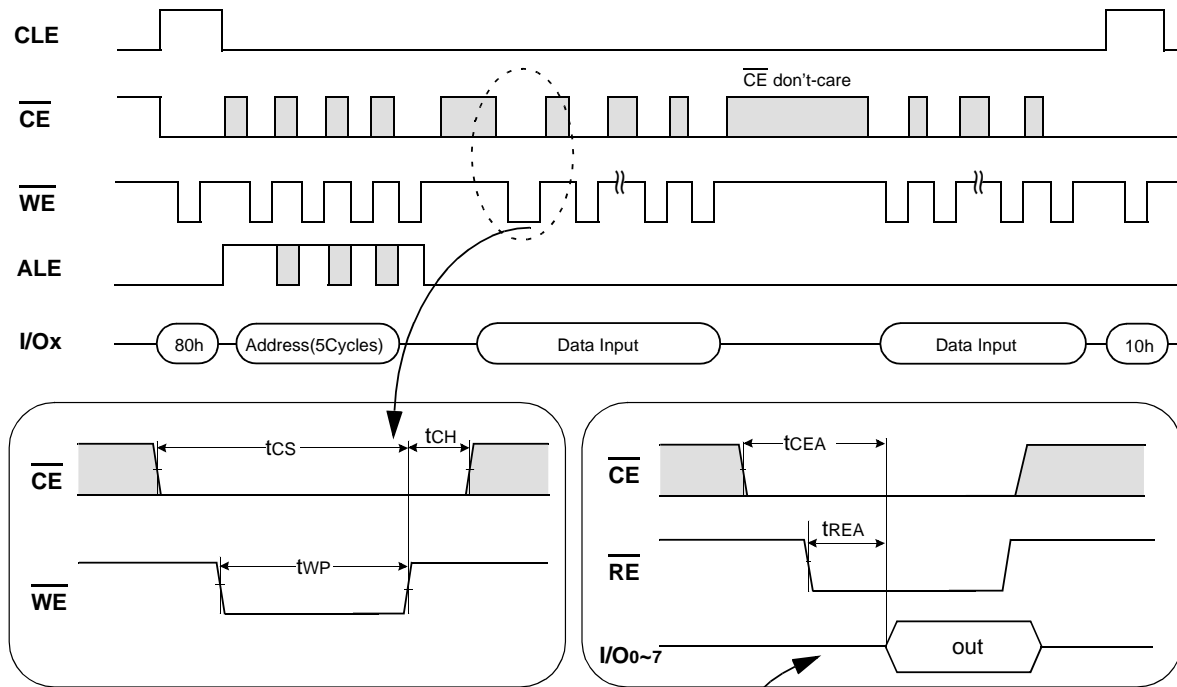 CLE
CE don't-care
CE
WE
ALE
I/Ox
80h
Address(5Cycles)
Data Input
Data Input
10h
tCS
tCH
CE
tWP
WE
tCEA
CE
tREA
RE
I/O0~7
out